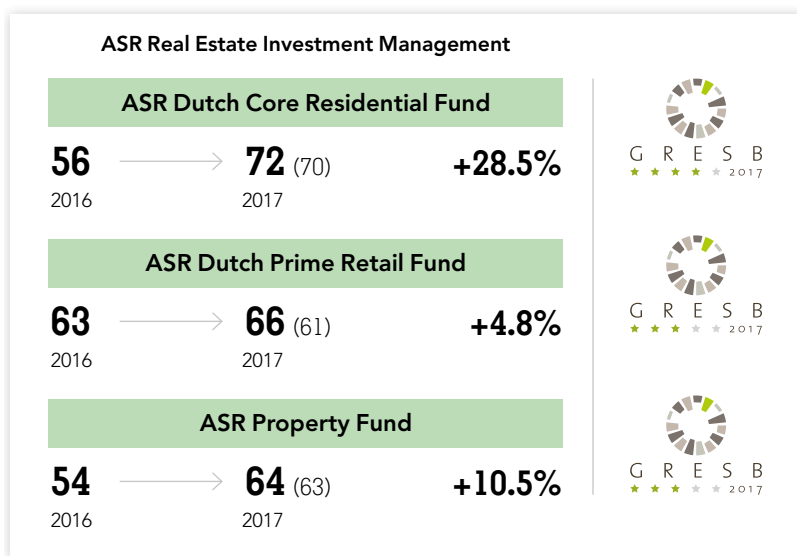 ASR Real Estate Investment Management
ASR Dutch Core Residential Fund
56 72 (70) +28.5%
2016 2017
GRESB
2017
ASR Dutch Prime Retail Fund
63 66 (61) +4.8%
2016 2017
GRESB
2017
ASR Property Fund
54 64 (63) +10.5%
2016 2017
GRESB
2017